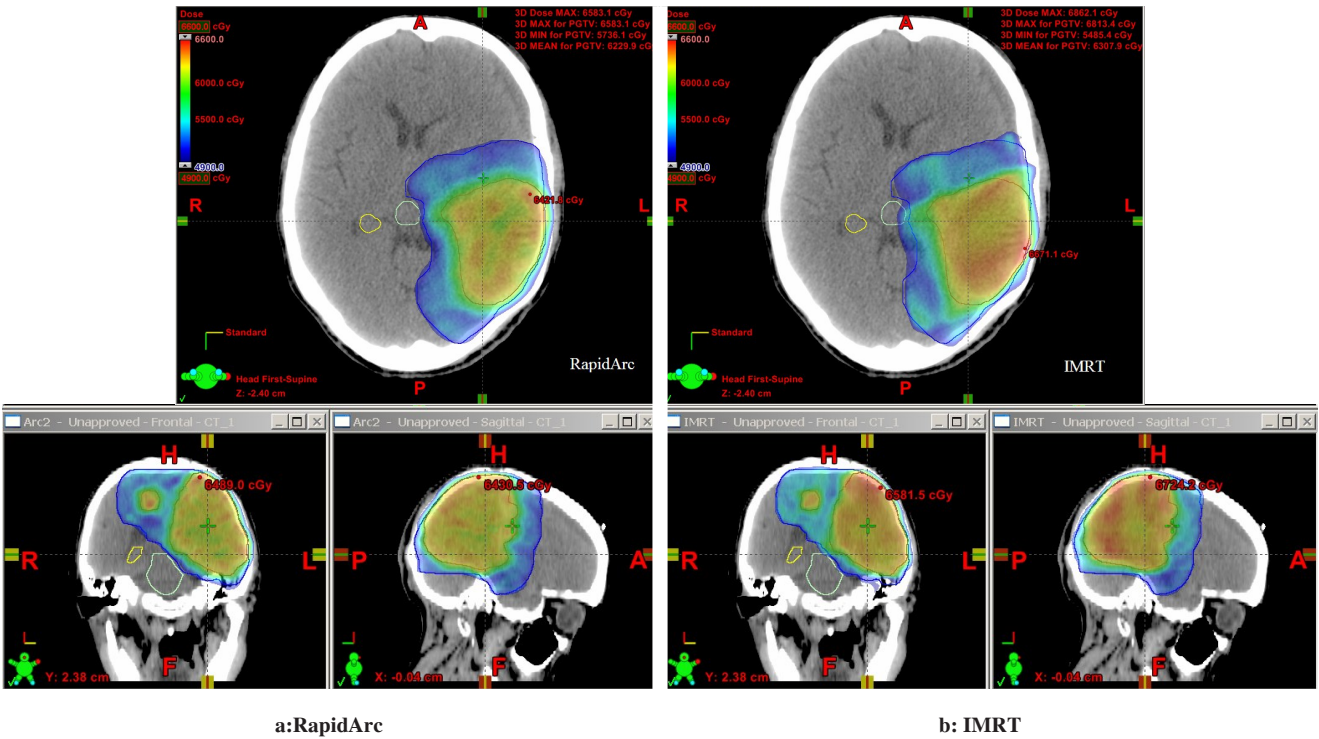 Dose
6600.0 cGy
6600.0
6000.0 cGy
5500.0 cGy
4900.0
4900.0 cGy
A
3D Dose MAX: 6583.1 cGy
3D MAX for PGTV: 6583.1 cGy
3D MIN for PGTV: 5736.1 cGy
3D MEAN for PGTV: 6229.9 cGy
R
L
6421.5 cGy
Standard
RapidArc
Head First-Supine
Z: -2.40 cm
P
Dose
6600.0 cGy
6600.0
6000.0 cGy
5500.0 cGy
4900.0
4900.0 cGy
A
3D Dose MAX: 6862.1 cGy
3D MAX for PGTV: 6813.4 cGy
3D MIN for PGTV: 5485.4 cGy
3D MEAN for PGTV: 6307.9 cGy
R
L
6671.1 cGy
Standard
IMRT
Head First-Supine
Z: -2.40 cm
P
Arc2 - Unapproved - Frontal - CT_1
H
6489.0 cGy
R
L
F
Y: 2.38 cm
Arc2 - Unapproved - Sagittal - CT_1
H
6430.5 cGy
P
A
F
X: -0.04 cm
IMRT - Unapproved - Frontal - CT_1
H
6581.5 cGy
R
L
F
Y: 2.38 cm
IMRT - Unapproved - Sagittal - CT_1
H
6724.2 cGy
P
A
F
X: -0.04 cm
a:RapidArc
b: IMRT